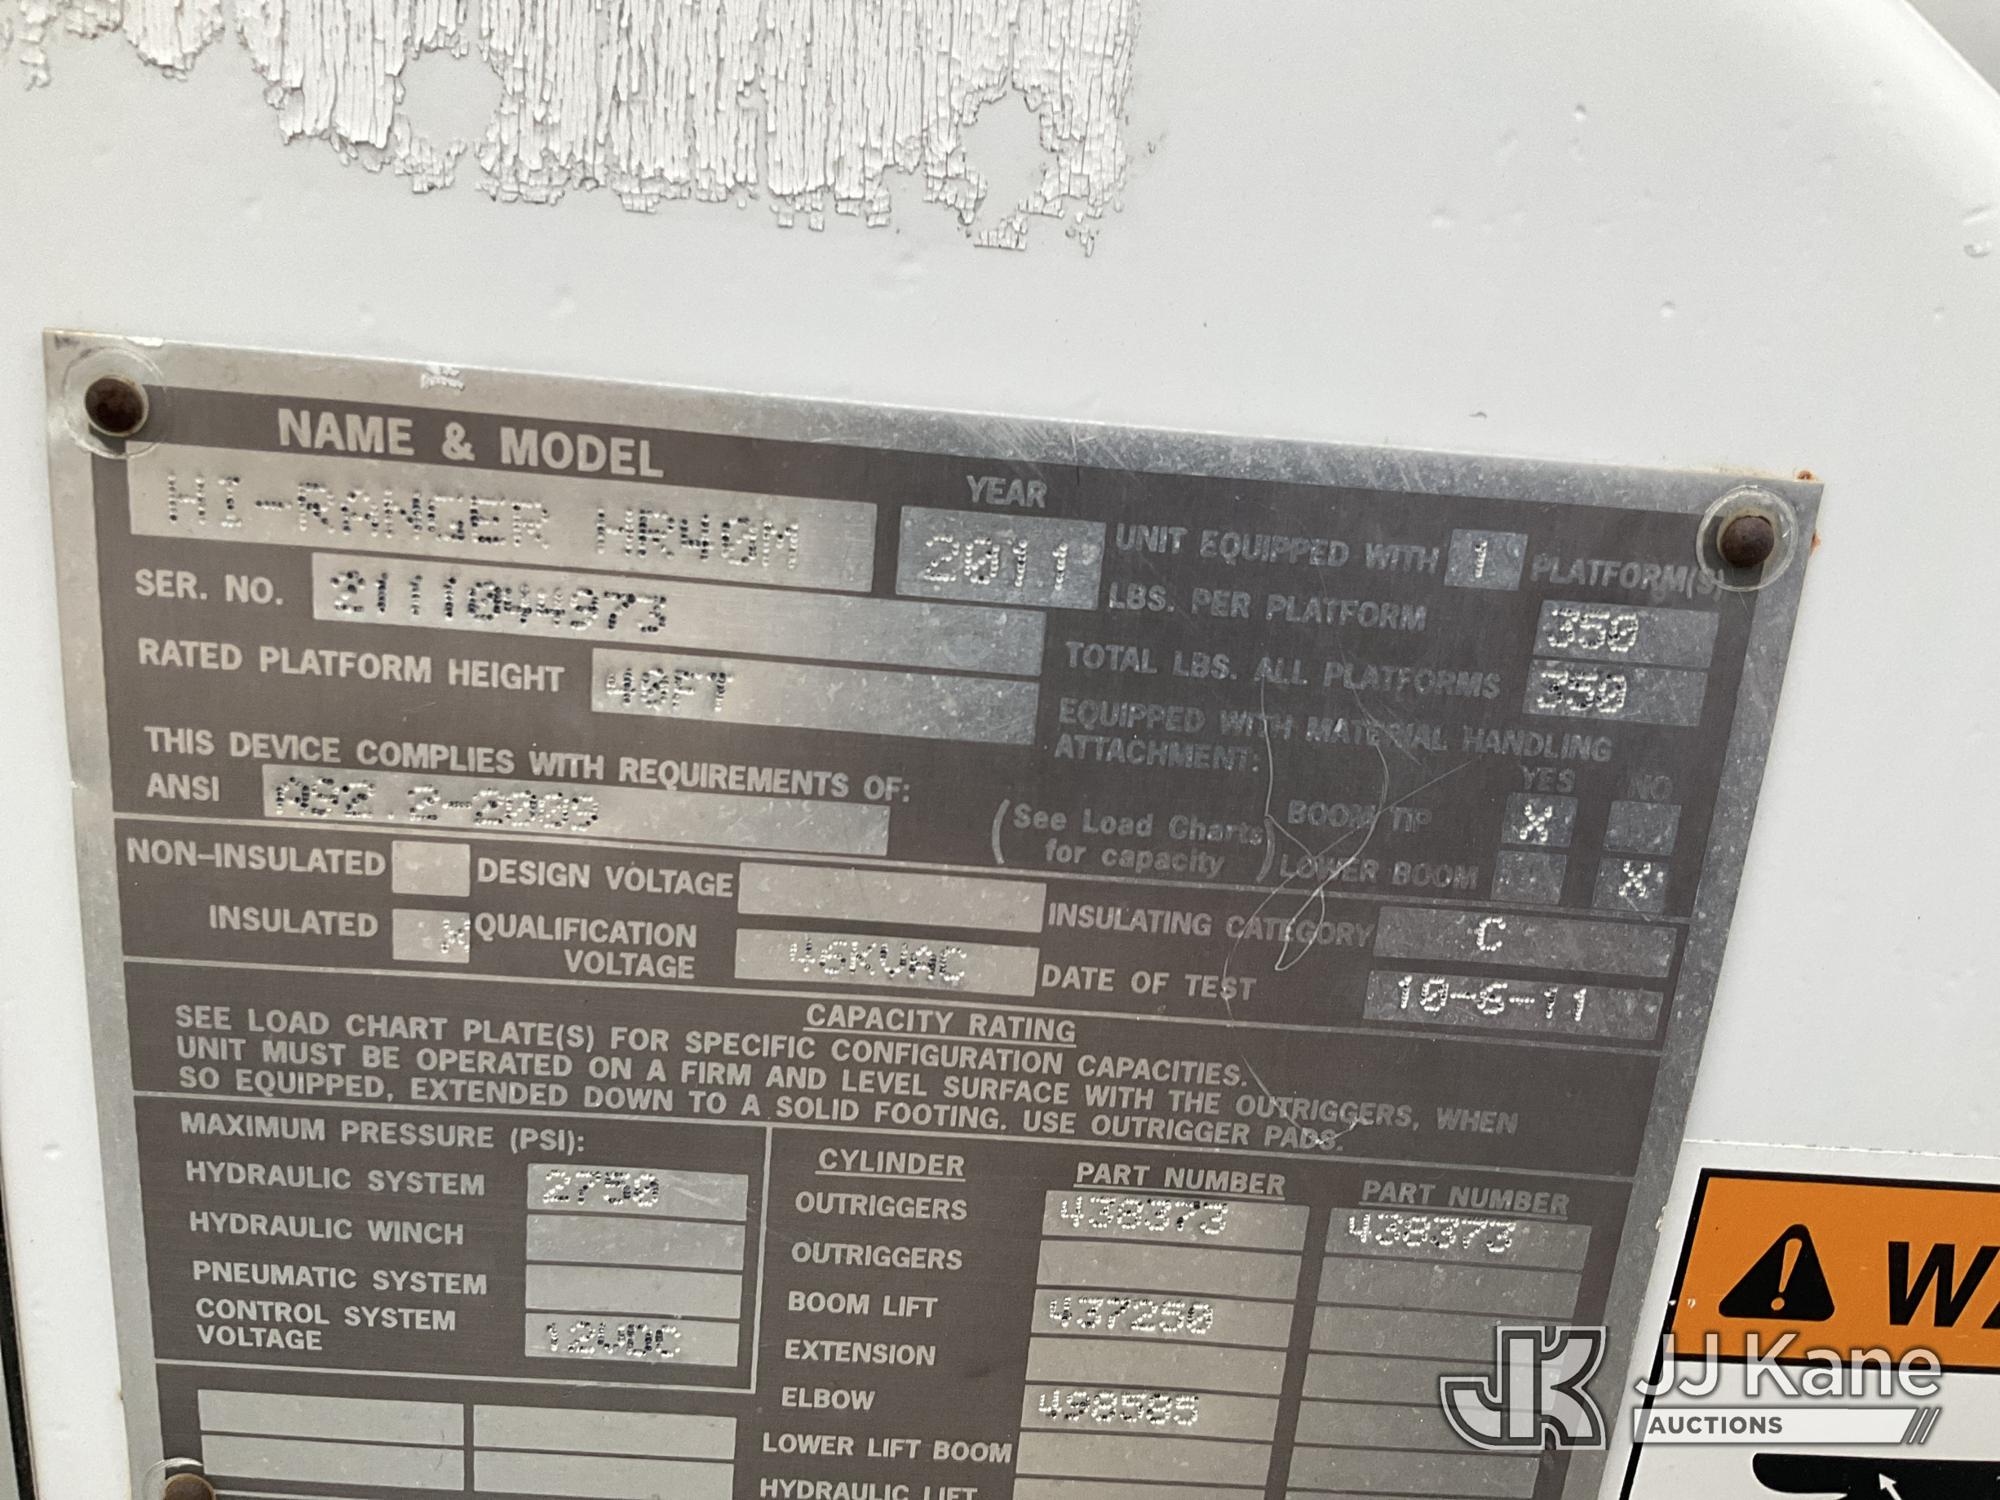 NAME & MODEL
HI-RANGER HR40M
YEAR
2011
UNIT EQUIPPED WITH 1 PLATFORM(S)
SER. NO. 2111044973
LBS. PER PLATFORM 350
RATED PLATFORM HEIGHT 40FT
TOTAL LBS. ALL PLATFORMS 350
EQUIPPED WITH MATERIAL HANDLING
ATTACHMENT:
YES NO
THIS DEVICE COMPLIES WITH REQUIREMENTS OF:
ANSI A92.2-2009
(See Load Charts
for capacity)
BOOM TIP X
LOWER BOOM X
NON-INSULATED
DESIGN VOLTAGE
INSULATED X
QUALIFICATION
VOLTAGE 46KVAC
INSULATING CATEGORY C
DATE OF TEST 10-6-11
CAPACITY RATING
SEE LOAD CHART PLATE(S) FOR SPECIFIC CONFIGURATION CAPACITIES.
UNIT MUST BE OPERATED ON A FIRM AND LEVEL SURFACE WITH THE OUTRIGGERS, WHEN
SO EQUIPPED, EXTENDED DOWN TO A SOLID FOOTING. USE OUTRIGGER PADS.
MAXIMUM PRESSURE (PSI):
HYDRAULIC SYSTEM 2750
HYDRAULIC WINCH
PNEUMATIC SYSTEM
CONTROL SYSTEM
VOLTAGE 12VDC
CYLINDER PART NUMBER PART NUMBER
OUTRIGGERS 438373 438373
OUTRIGGERS
BOOM LIFT 437250
EXTENSION
ELBOW 498585
LOWER LIFT BOOM
HYDRAULIC LIFT
WA
JK JJ Kane
AUCTIONS